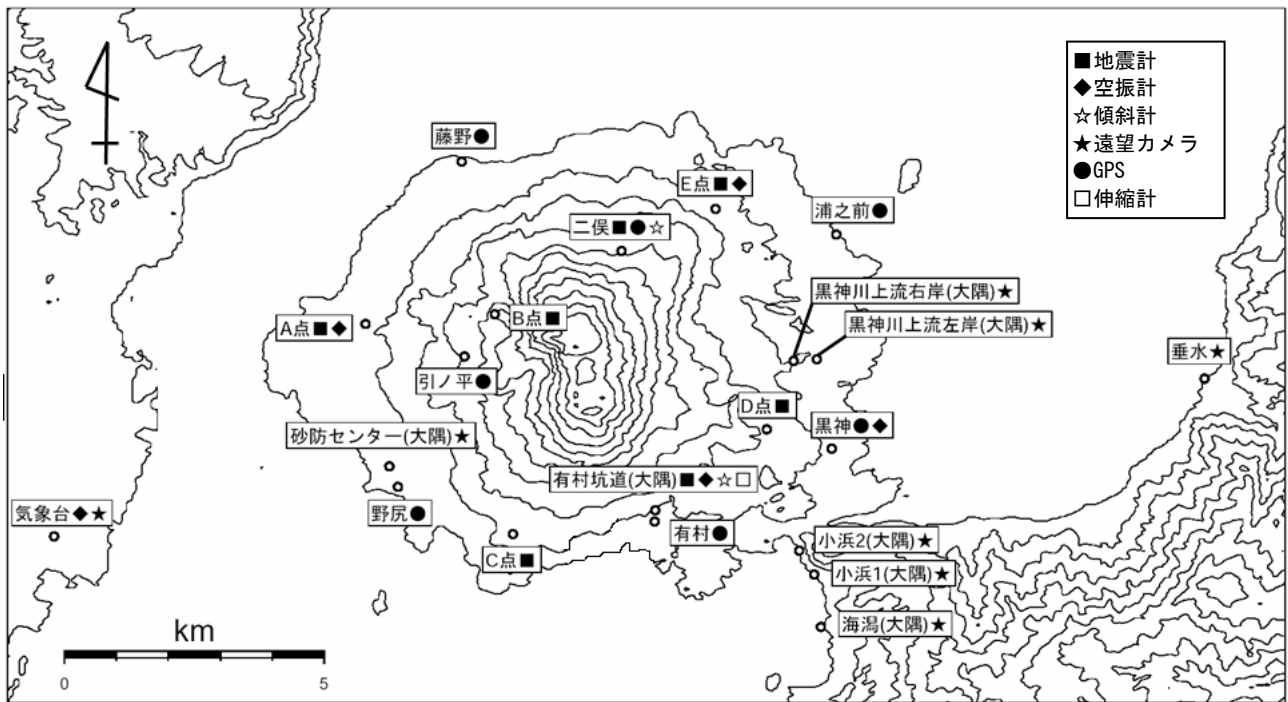 ■地震計
◆空振計
☆傾斜計
★遠望カメラ
●GPS
□伸縮計
藤野●
E点■◆
浦之前●
二俣■●☆
黒神川上流右岸(大隅)★
A点■◆
B点■
黒神川上流左岸(大隅)★
垂水★
引ノ平●
D点■
黒神●◆
砂防センター(大隅)★
有村坑道(大隅)■◆☆□
気象台◆★
野尻●
有村●
小浜2(大隅)★
C点■
小浜1(大隅)★
海潟(大隅)★
km
0 5